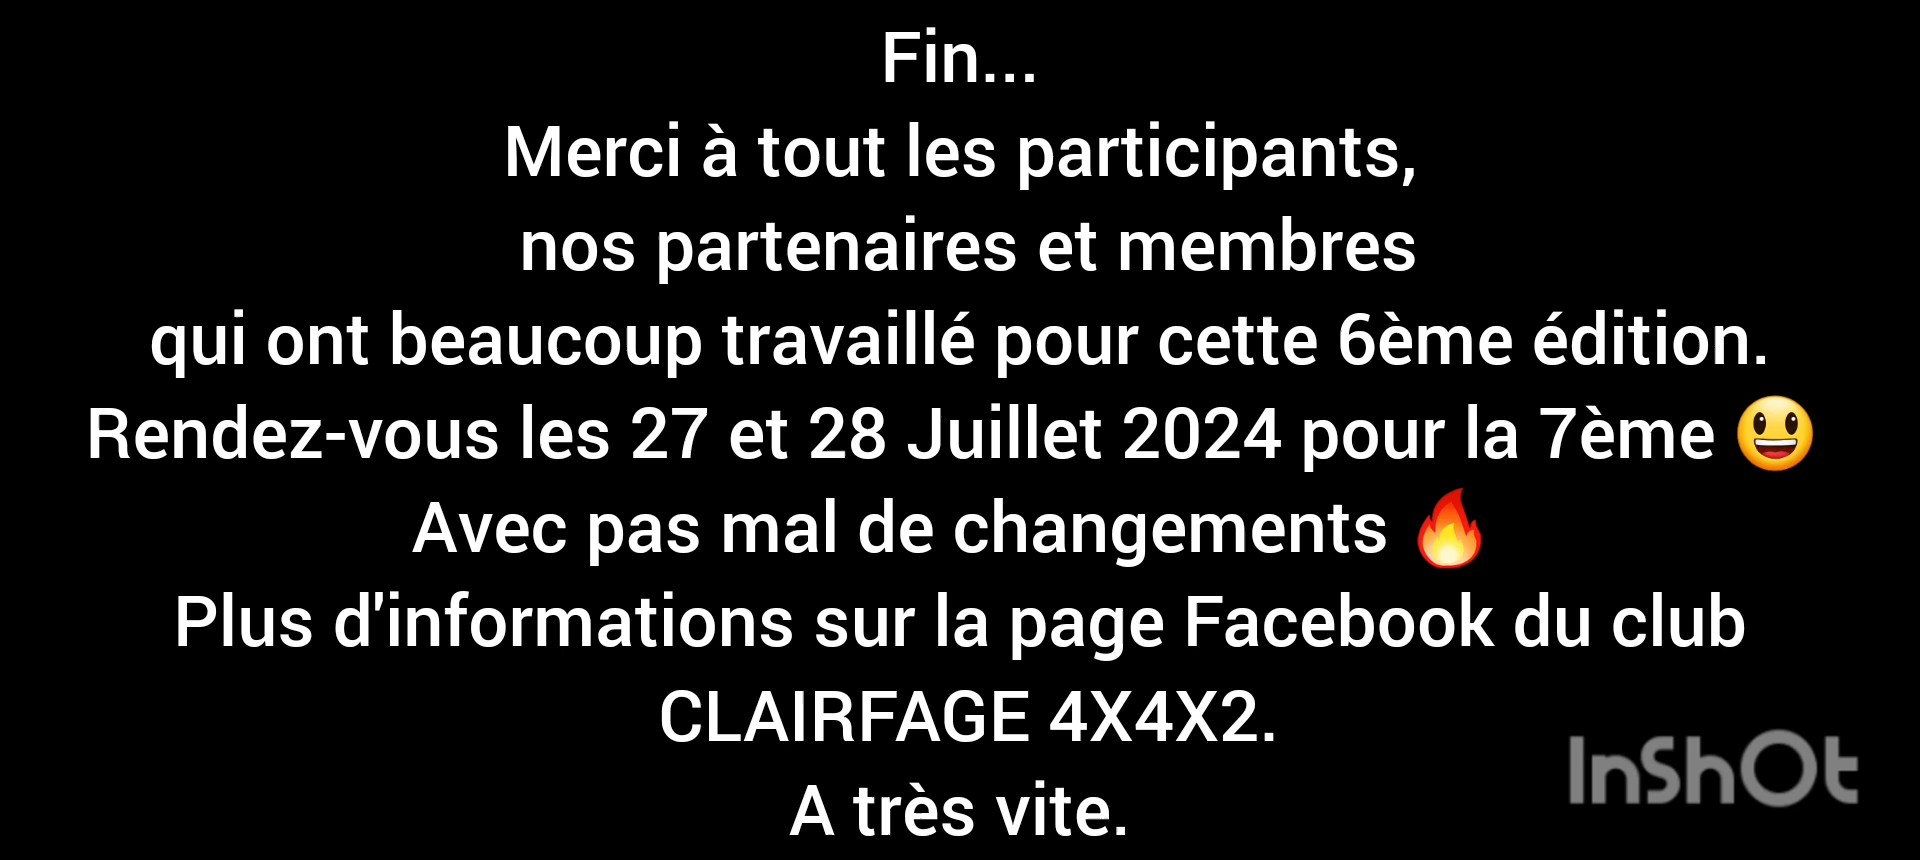 Fin...
Merci à tout les participants,
nos partenaires et membres
qui ont beaucoup travaillé pour cette 6ème édition.
Rendez-vous les 27 et 28 Juillet 2024 pour la 7ème 😃
Avec pas mal de changements 🔥
Plus d'informations sur la page Facebook du club
CLAIRFAGE 4X4X2.
A très vite.
InShOt